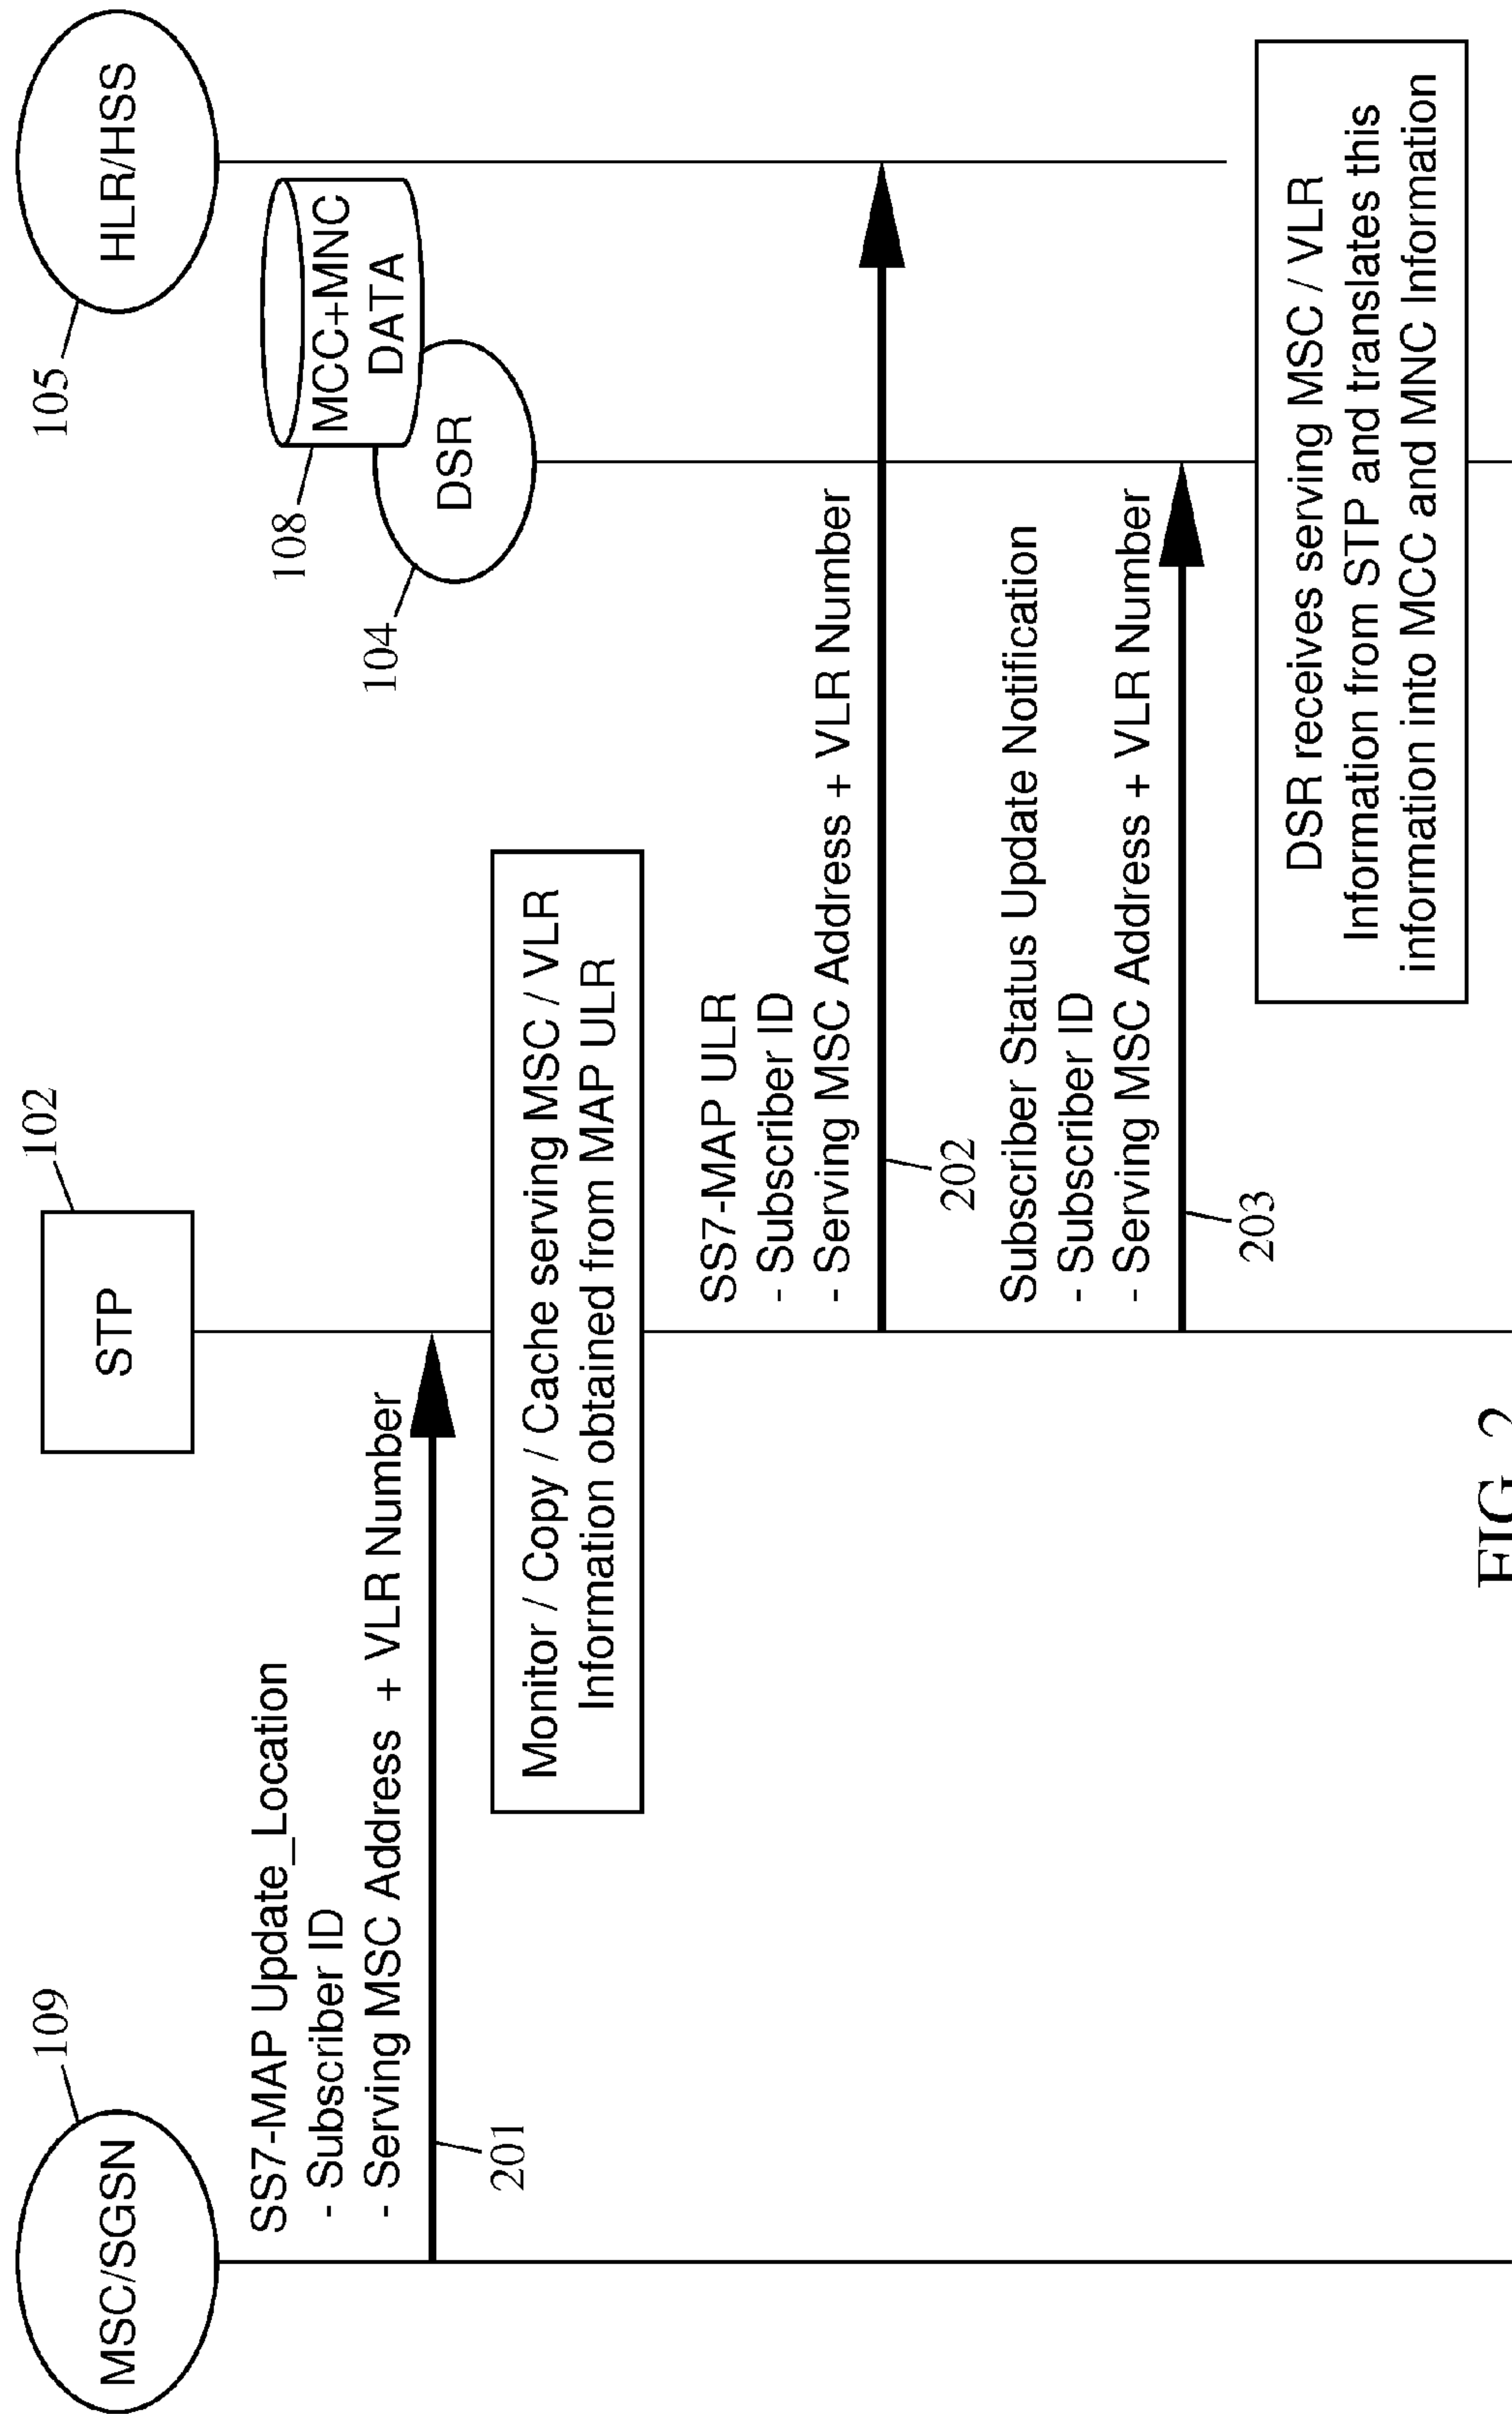 MSC/SGSN
109
STP
102
HLR/HSS
105
MCC+MNC
DATA
108
DSR
104
SS7-MAP Update_Location
- Subscriber ID
- Serving MSC Address + VLR Number
201
Monitor / Copy / Cache serving MSC / VLR
Information obtained from MAP ULR
SS7-MAP ULR
- Subscriber ID
- Serving MSC Address + VLR Number
202
Subscriber Status Update Notification
- Subscriber ID
- Serving MSC Address + VLR Number
203
DSR receives serving MSC / VLR
Information from STP and translates this
information into MCC and MNC Information
FIG. 2